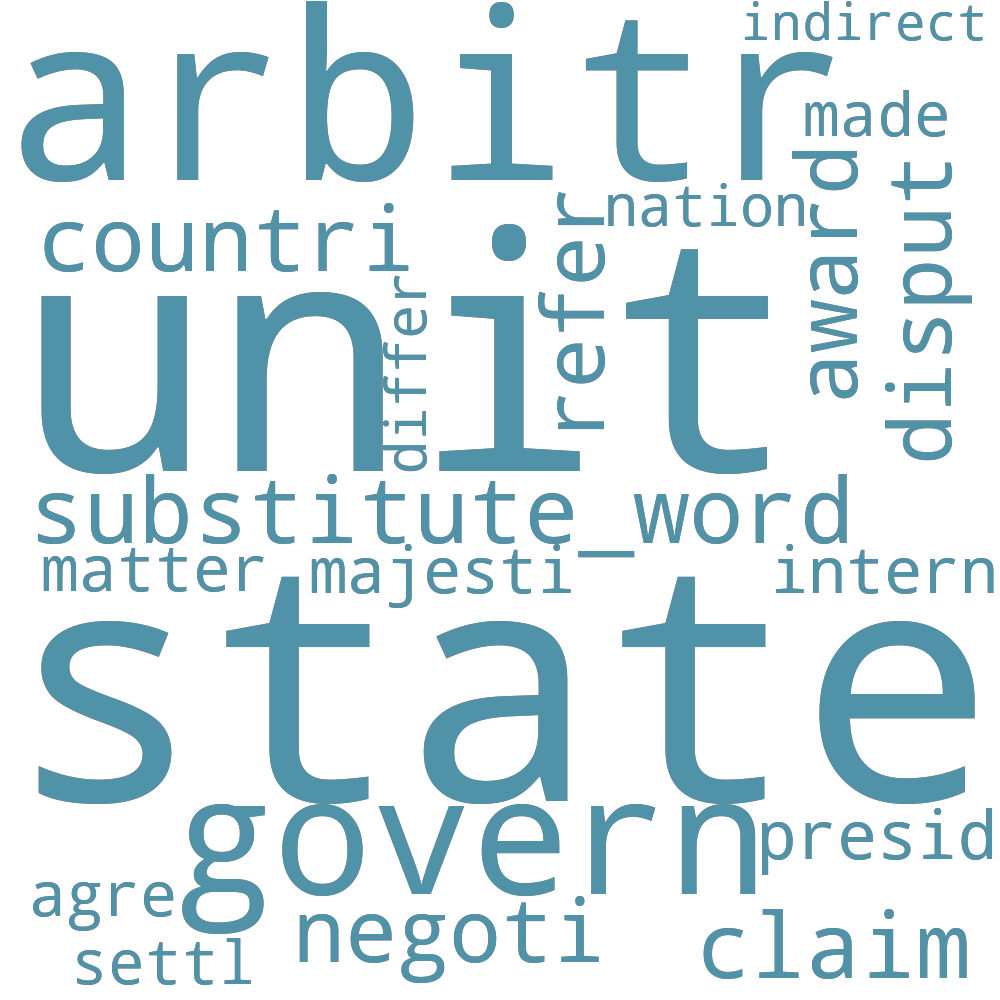 arbitr
indirect
made
award
disput
nation
countri
refer
unit
differ
substitute_word
matter
majesti
intern
state
govern
presid
agre
negoti
claim
settl